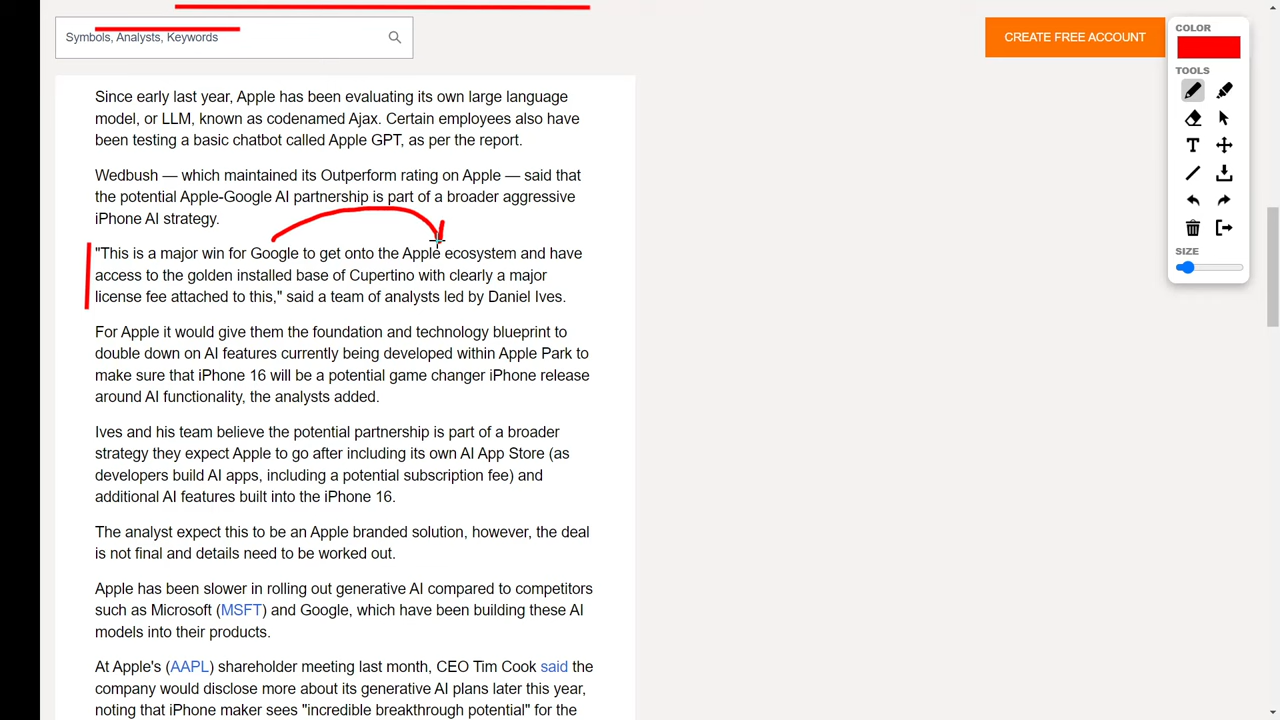 Symbols, Analysts, Keywords
CREATE FREE ACCOUNT
COLOR
TOOLS
SIZE
Since early last year, Apple has been evaluating its own large language
model, or LLM, known as codenamed Ajax. Certain employees also have
been testing a basic chatbot called Apple GPT, as per the report.
Wedbush — which maintained its Outperform rating on Apple — said that
the potential Apple-Google AI partnership is part of a broader aggressive
iPhone AI strategy.
"This is a major win for Google to get onto the Apple ecosystem and have
access to the golden installed base of Cupertino with clearly a major
license fee attached to this," said a team of analysts led by Daniel Ives.
For Apple it would give them the foundation and technology blueprint to
double down on AI features currently being developed within Apple Park to
make sure that iPhone 16 will be a potential game changer iPhone release
around AI functionality, the analysts added.
Ives and his team believe the potential partnership is part of a broader
strategy they expect Apple to go after including its own AI App Store (as
developers build AI apps, including a potential subscription fee) and
additional AI features built into the iPhone 16.
The analyst expect this to be an Apple branded solution, however, the deal
is not final and details need to be worked out.
Apple has been slower in rolling out generative AI compared to competitors
such as Microsoft (MSFT) and Google, which have been building these AI
models into their products.
At Apple's (AAPL) shareholder meeting last month, CEO Tim Cook said the
company would disclose more about its generative AI plans later this year,
noting that iPhone maker sees "incredible breakthrough potential" for the